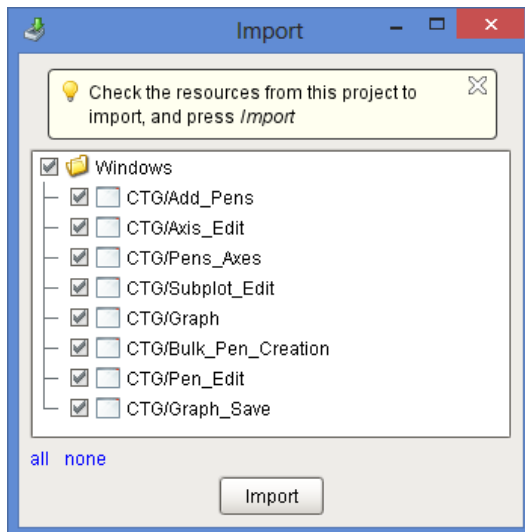 Import
Check the resources from this project to
import, and press Import
Windows
CTG/Add_Pens
CTG/Axis_Edit
CTG/Pens_Axes
CTG/Subplot_Edit
CTG/Graph
CTG/Bulk_Pen_Creation
CTG/Pen_Edit
CTG/Graph_Save
all none
Import